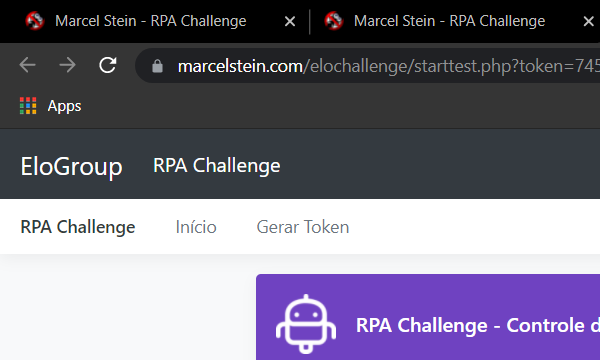 Marcel Stein - RPA Challenge
Marcel Stein - RPA Challenge
marcelstein.com/elochallenge/starttest.php?token=745
Apps
EloGroup RPA Challenge
RPA Challenge Início Gerar Token
RPA Challenge - Controle d